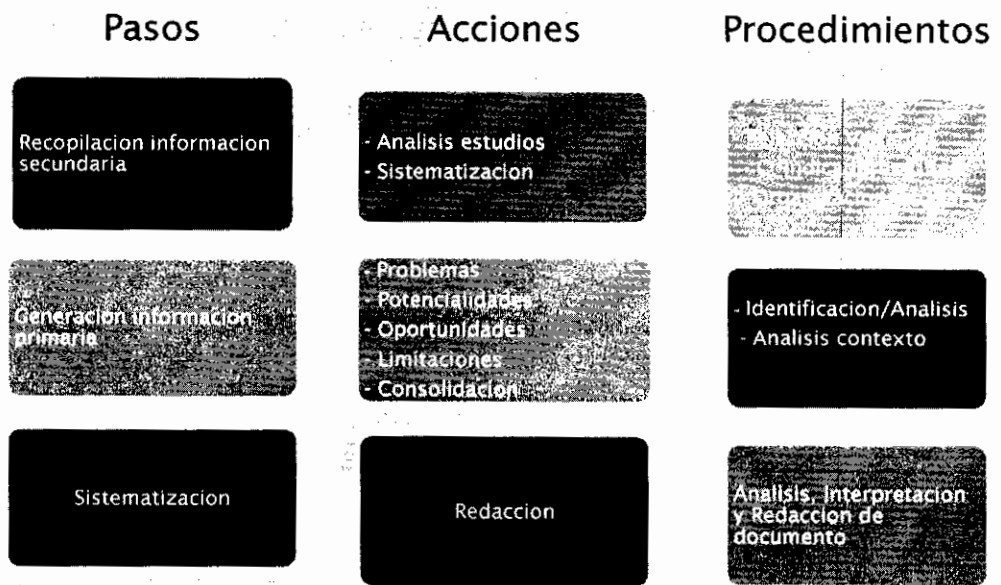 Pasos
Acciones
Procedimientos
Recopilacion informacion
secundaria
- Analisis estudios
- Sistematizacion
Generacion informacion
primaria
- Problemas
- Potencialidades
- Oportunidades
- Limitaciones
- Consolidacion
- Identificacion/Analisis
- Analisis contexto
Sistematizacion
Redaccion
Analisis, Interpretacion
y Redaccion de
documento